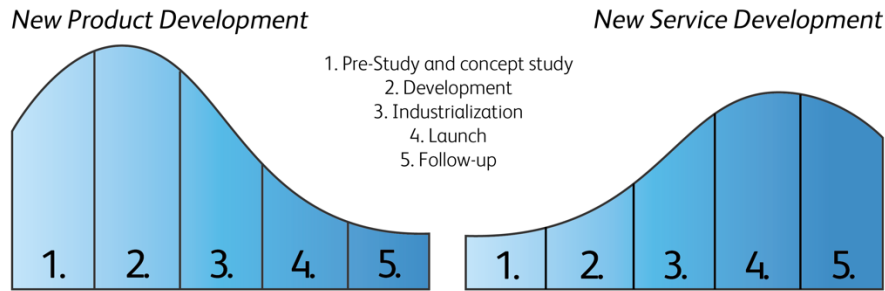 New Product Development
New Service Development
1. Pre-Study and concept study
2. Development
3. Industrialization
4. Launch
5. Follow-up
1. 2. 3. 4. 5.
1. 2. 3. 4. 5.